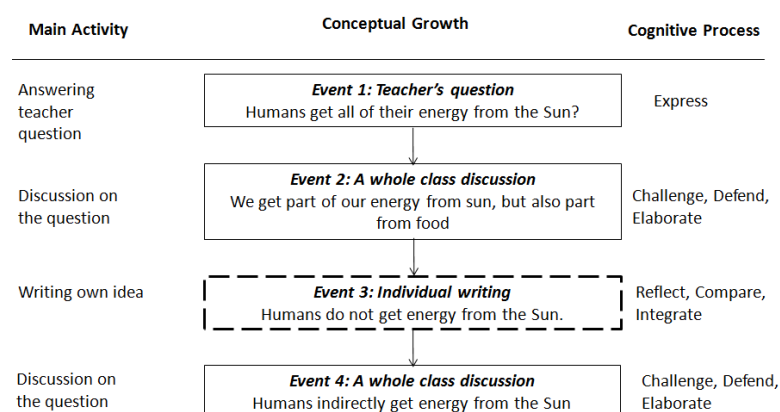 Main Activity
Conceptual Growth
Cognitive Process
Answering
teacher
question
Event 1: Teacher’s question
Humans get all of their energy from the Sun?
Express
Discussion on
the question
Event 2: A whole class discussion
We get part of our energy from sun, but also part
from food
Challenge, Defend,
Elaborate
Writing own idea
Event 3: Individual writing
Humans do not get energy from the Sun.
Reflect, Compare,
Integrate
Discussion on
the question
Event 4: A whole class discussion
Humans indirectly get energy from the Sun
Challenge, Defend,
Elaborate